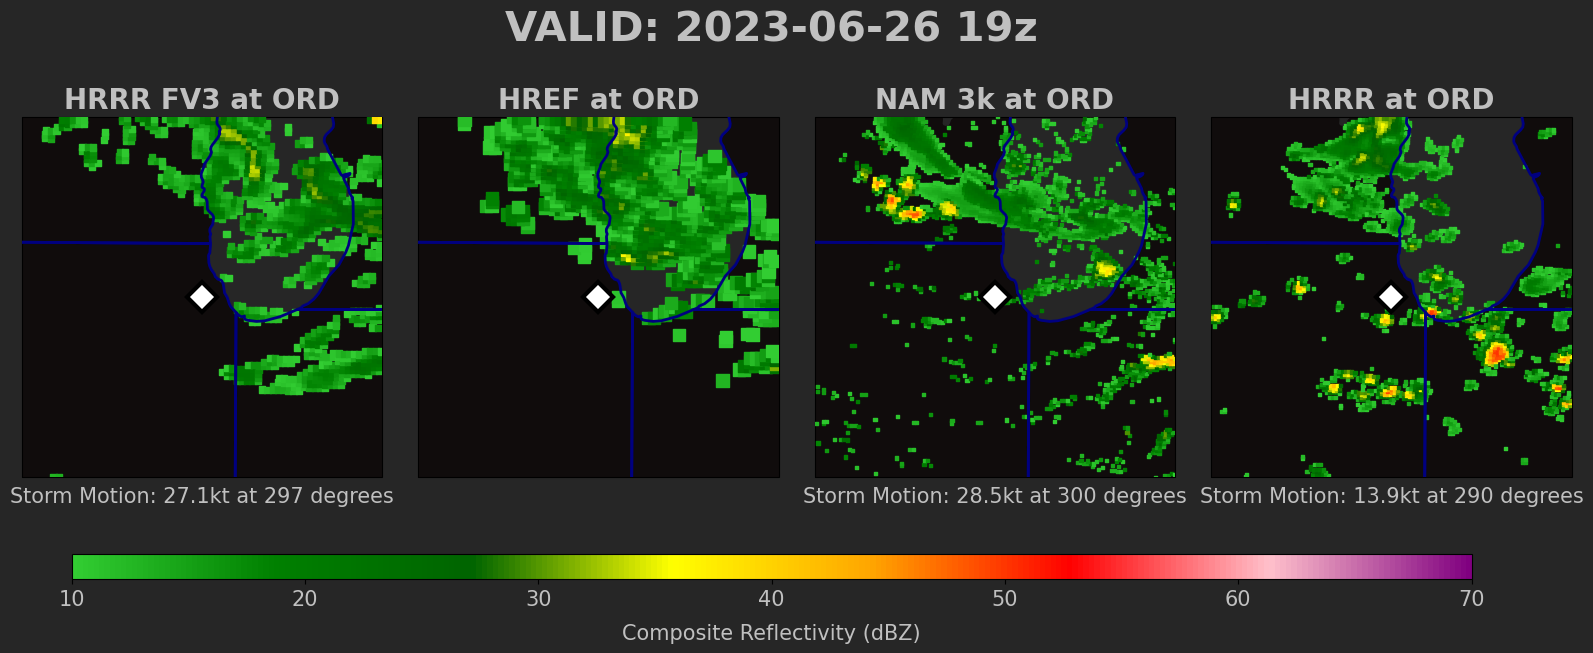 VALID: 2023-06-26 19z
HRRR FV3 at ORD
HREF at ORD
NAM 3k at ORD
HRRR at ORD
Storm Motion: 27.1kt at 297 degrees
Storm Motion: 28.5kt at 300 degrees
Storm Motion: 13.9kt at 290 degrees
10 20 30 40 50 60 70
Composite Reflectivity (dBZ)